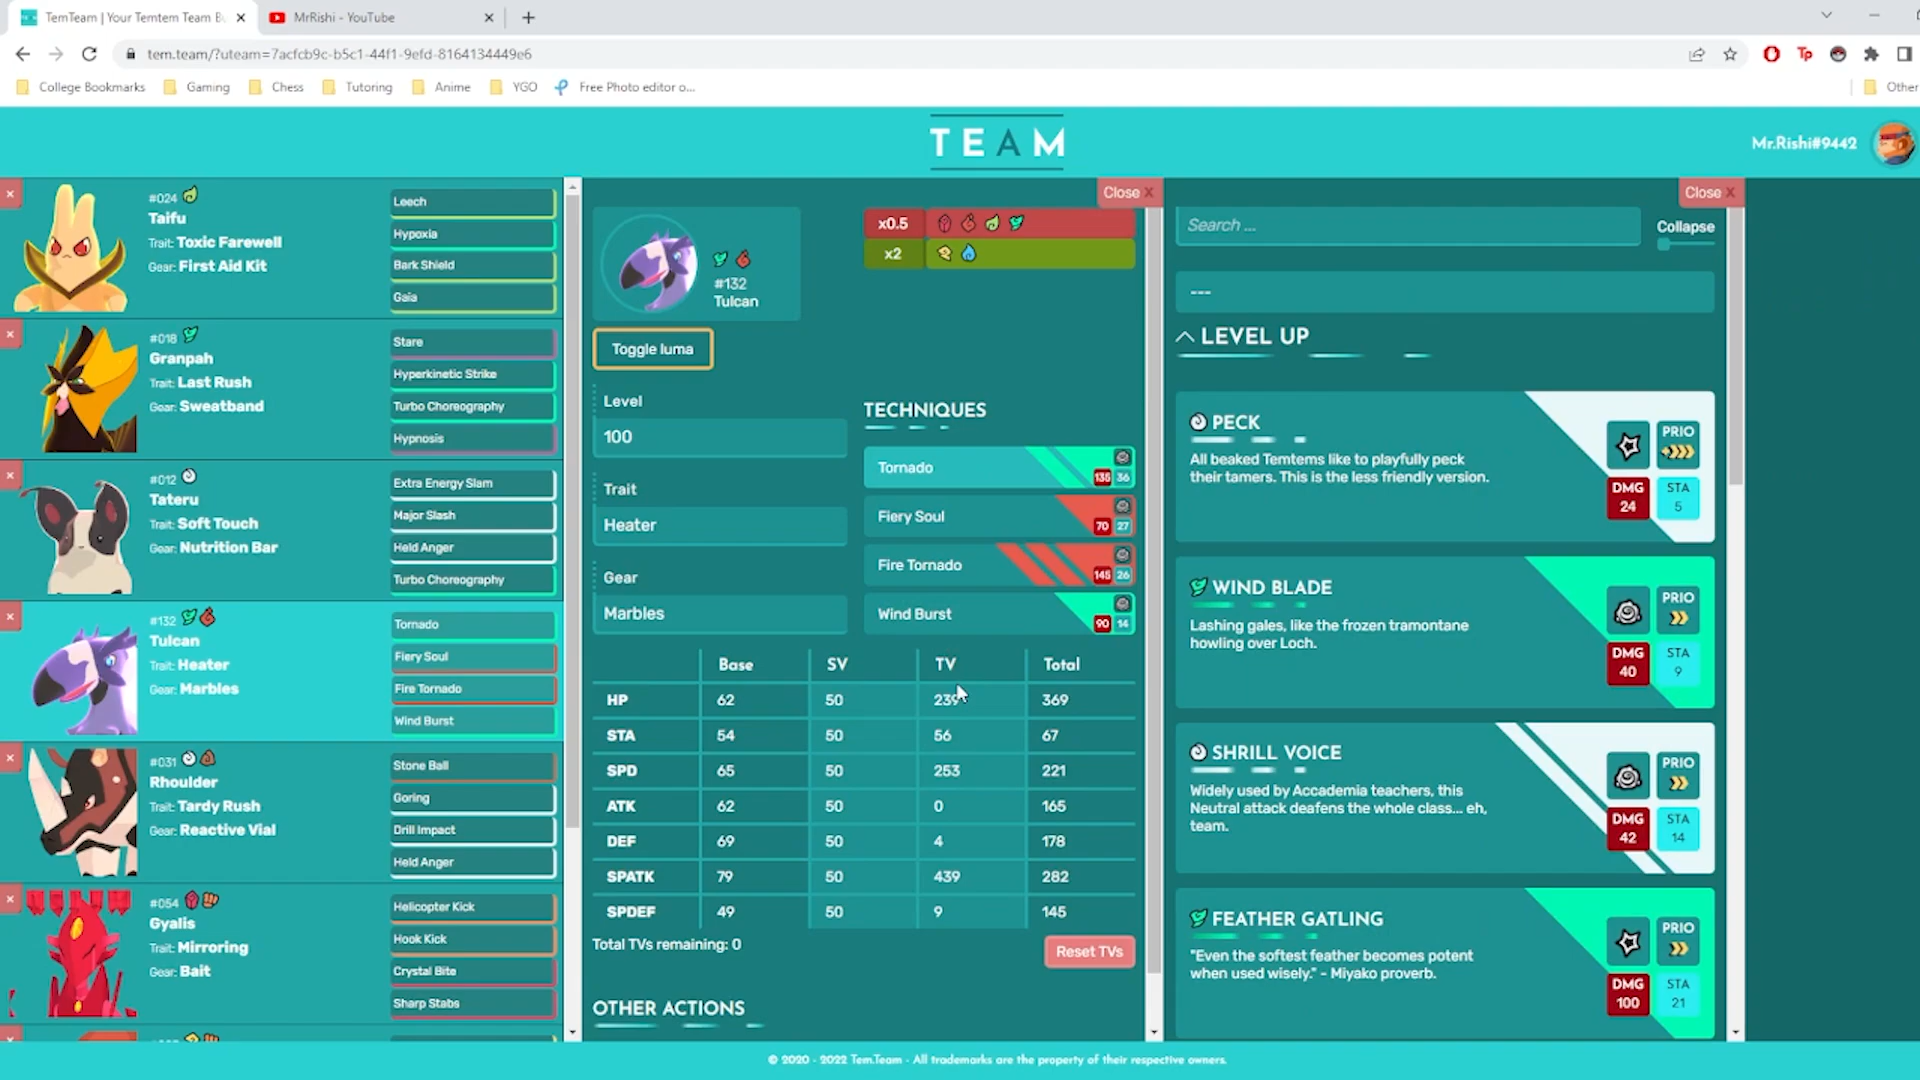 TemTeam | Your Temtem Team Bu
MrRishi - YouTube
tem.team/?uteam=7acfcb9c-b5c1-44f1-9efd-8164134449e6
College Bookmarks
Gaming
Chess
Tutoring
Anime
YGO
Free Photo editor o...
Other
TEAM
Mr.Rishi#9442
#024
Taifu
Trait: Toxic Farewell
Gear: First Aid Kit
Leech
Hypoxia
Bark Shield
Gaia
#018
Granpah
Trait: Last Rush
Gear: Sweatband
Stare
Hyperkinetic Strike
Turbo Choreography
Hypnosis
#012
Tateru
Trait: Soft Touch
Gear: Nutrition Bar
Extra Energy Slam
Major Slash
Held Anger
Turbo Choreography
#132
Tulcan
Trait: Heater
Gear: Marbles
Tornado
Fiery Soul
Fire Tornado
Wind Burst
#031
Rhoulder
Trait: Tardy Rush
Gear: Reactive Vial
Stone Ball
Goring
Drill Impact
Held Anger
#054
Gyalis
Trait: Mirroring
Gear: Bait
Helicopter Kick
Hook Kick
Crystal Bite
Sharp Stabs
Close X
x0.5
x2
#132
Tulcan
Toggle luma
Level
100
Trait
Heater
Gear
Marbles
TECHNIQUES
Tornado
135 36
Fiery Soul
70 27
Fire Tornado
145 26
Wind Burst
90 14
Base SV TV Total
HP 62 50 239 369
STA 54 50 56 67
SPD 65 50 253 221
ATK 62 50 0 165
DEF 69 50 4 178
SPATK 79 50 439 282
SPDEF 49 50 9 145
Total TVs remaining: 0
Reset TVs
OTHER ACTIONS
Close X
Search ...
Collapse
---
LEVEL UP
PECK
All beaked Temtems like to playfully peck
their tamers. This is the less friendly version.
PRIO
DMG
24
STA
5
WIND BLADE
Lashing gales, like the frozen tramontane
howling over Loch.
PRIO
DMG
40
STA
9
SHRILL VOICE
Widely used by Accademia teachers, this
Neutral attack deafens the whole class... eh,
team.
PRIO
DMG
42
STA
14
FEATHER GATLING
"Even the softest feather becomes potent
when used wisely." - Miyako proverb.
PRIO
DMG
100
STA
21
© 2020 - 2022 Tem.Team - All trademarks are the property of their respective owners.